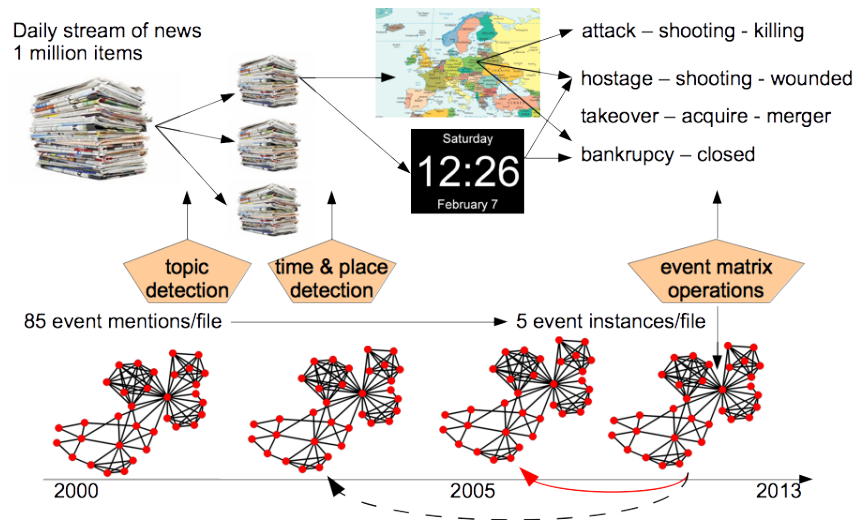 Daily stream of news
1 million items
attack – shooting - killing
hostage – shooting - wounded
takeover – acquire - merger
bankrupcy – closed
Saturday
12:26
February 7
topic
detection
time & place
detection
event matrix
operations
85 event mentions/file
5 event instances/file
2000
2005
2013